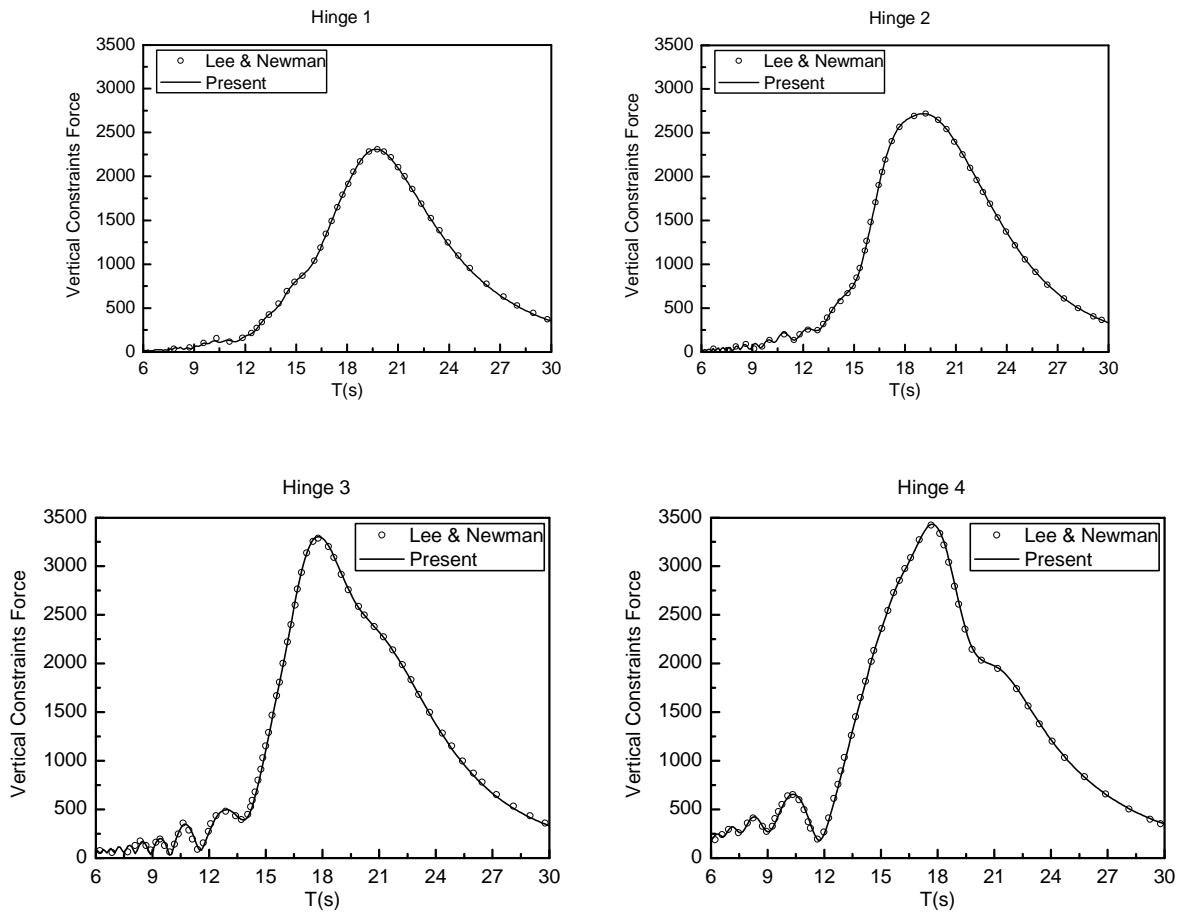 Hinge 1
Vertical Constraints Force
3500
3000
2500
2000
1500
1000
500
0
Lee & Newman
Present
6 9 12 15 18 21 24 27 30
T(s)
Hinge 2
Vertical Constraints Force
3500
3000
2500
2000
1500
1000
500
0
Lee & Newman
Present
6 9 12 15 18 21 24 27 30
T(s)
Hinge 3
Vertical Constraints Force
3500
3000
2500
2000
1500
1000
500
0
Lee & Newman
Present
6 9 12 15 18 21 24 27 30
T(s)
Hinge 4
Vertical Constraints Force
3500
3000
2500
2000
1500
1000
500
0
Lee & Newman
Present
6 9 12 15 18 21 24 27 30
T(s)